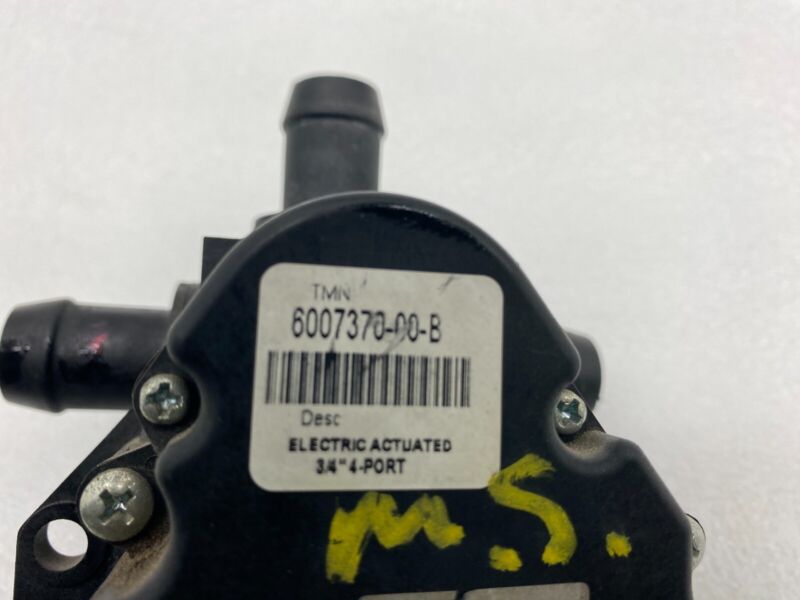 TMN
6007370-00-B
Desc
ELECTRIC ACTUATED
3/4" 4-PORT
M.S.